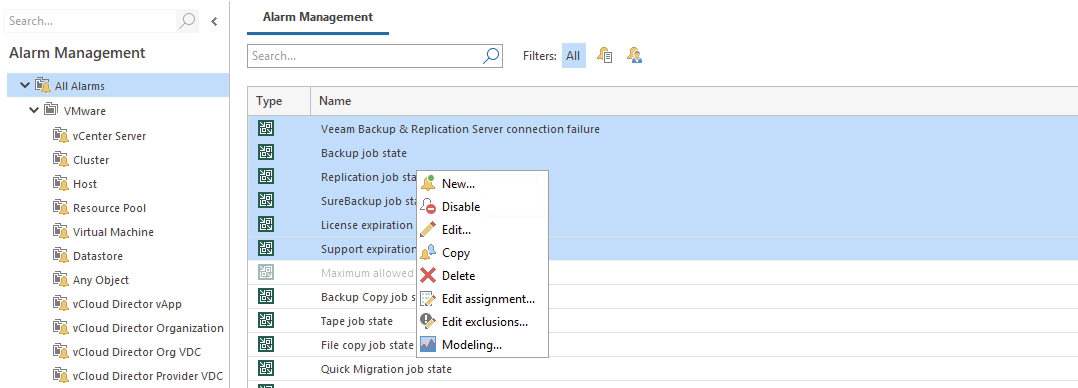 Search...
Alarm Management
All Alarms
VMware
vCenter Server
Cluster
Host
Resource Pool
Virtual Machine
Datastore
Any Object
vCloud Director vApp
vCloud Director Organization
vCloud Director Org VDC
vCloud Director Provider VDC
Alarm Management
Search...
Filters: All
Type Name
Veeam Backup & Replication Server connection failure
Backup job state
Replication job sta
SureBackup job sta
License expiration
Support expiration
Maximum allowed
Backup Copy job s
Tape job state
File copy job state
Quick Migration job state
New...
Disable
Edit...
Copy
Delete
Edit assignment...
Edit exclusions...
Modeling...